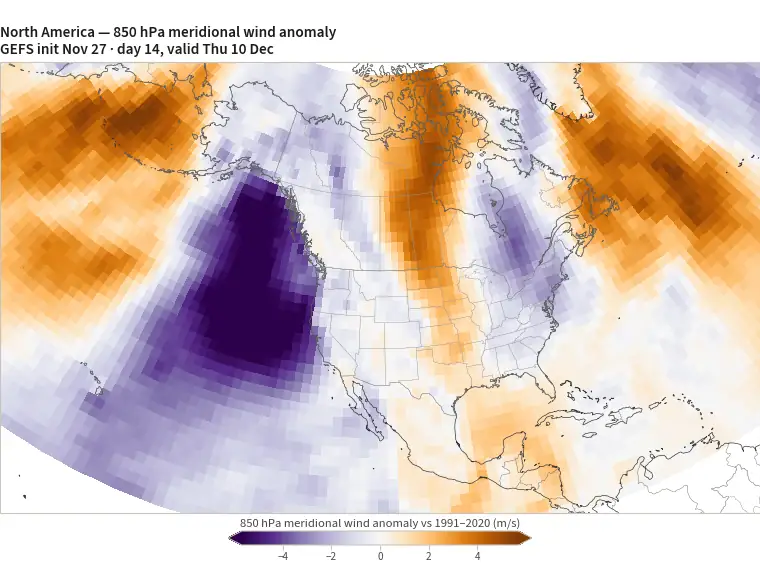 North America — 850 hPa meridional wind anomaly
GEFS init Nov 27 · day 14, valid Thu 10 Dec
850 hPa meridional wind anomaly vs 1991–2020 (m/s)
−4 −2 0 2 4